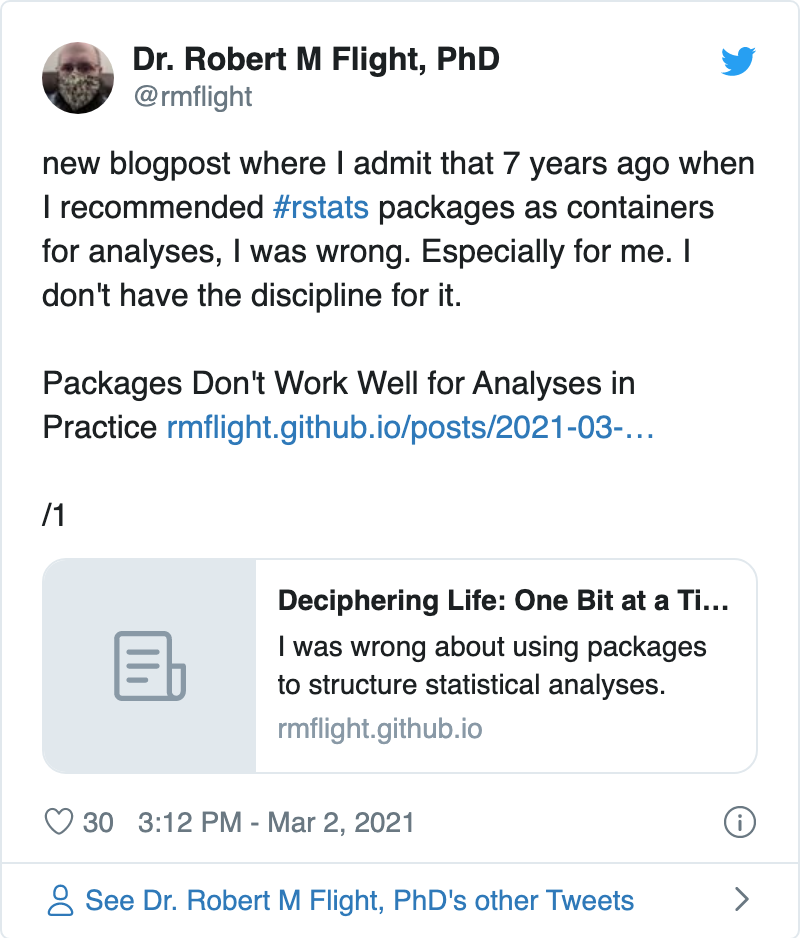 Dr. Robert M Flight, PhD
@rmflight
new blogpost where I admit that 7 years ago when
I recommended #rstats packages as containers
for analyses, I was wrong. Especially for me. I
don't have the discipline for it.
Packages Don't Work Well for Analyses in
Practice rmflight.github.io/posts/2021-03-…
/1
Deciphering Life: One Bit at a Ti…
I was wrong about using packages
to structure statistical analyses.
rmflight.github.io
30 3:12 PM - Mar 2, 2021
See Dr. Robert M Flight, PhD's other Tweets